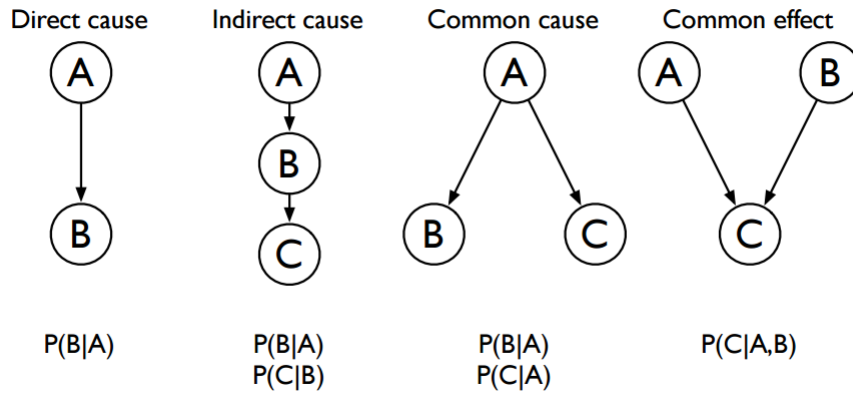 Direct cause
A
B
P(B|A)
Indirect cause
A
B
C
P(B|A)
P(C|B)
Common cause
A
B
C
P(B|A)
P(C|A)
Common effect
A
B
C
P(C|A,B)